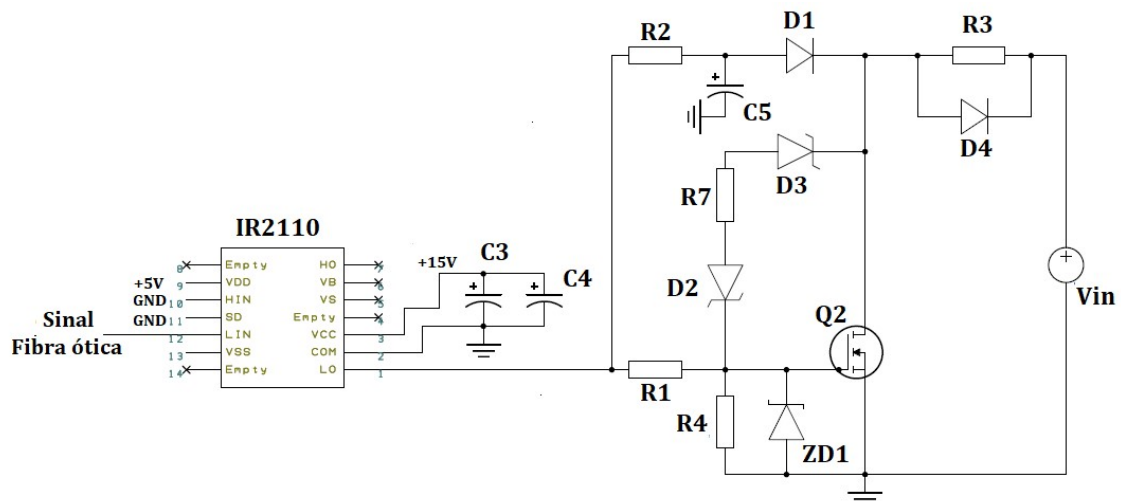 D1
R2
R3
C5
D4
D3
R7
IR2110
C3
+15V
C4
D2
Vin
Q2
+5V
GND
GND
Sinal
Fibra ótica
8 Empty HO 7
9 VDD VB 6
10 HIN VS 5
11 SD Empty 4
12 LIN VCC 3
13 VSS COM 2
14 Empty LO 1
R1
R4
ZD1